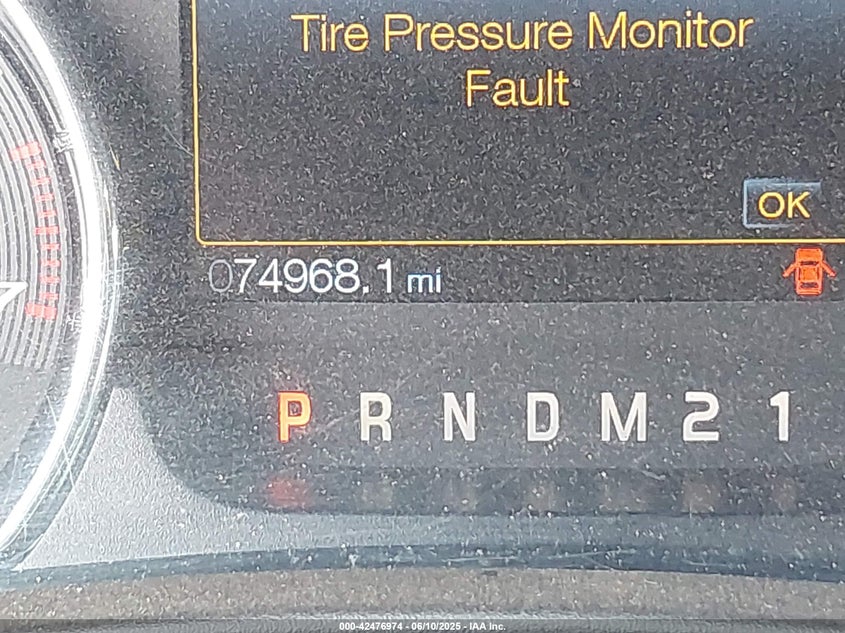 Tire Pressure Monitor
Fault
OK
074968.1 mi
P R N D M 2 1
000-42476974 - 06/10/2025 - IAA Inc.